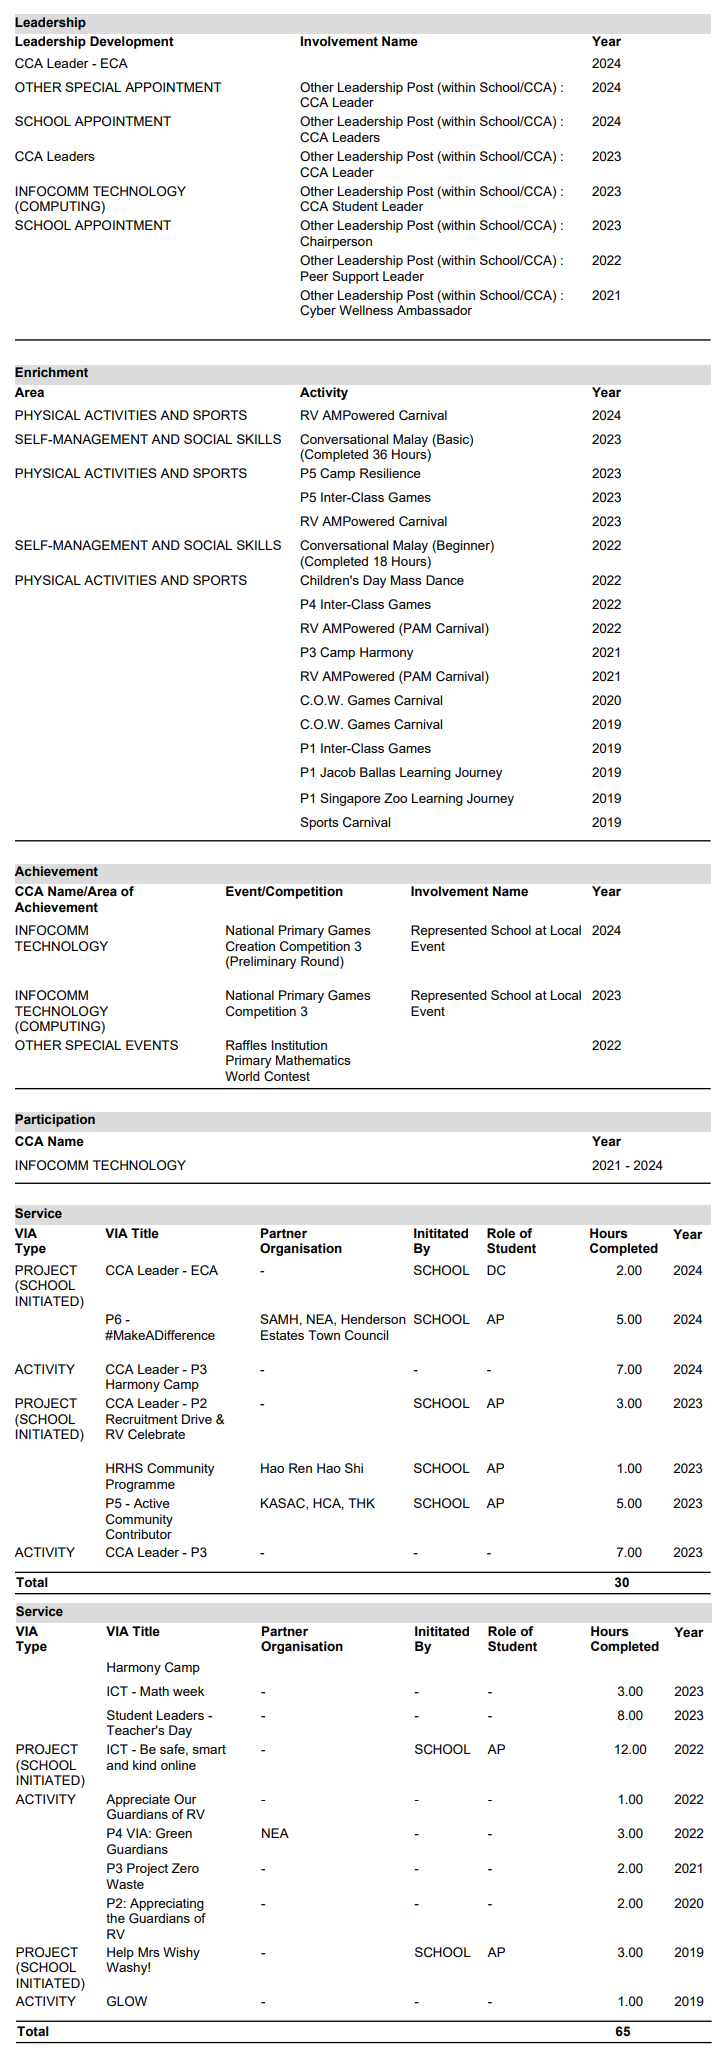 Leadership
Leadership Development Involvement Name Year
CCA Leader - ECA 2024
OTHER SPECIAL APPOINTMENT Other Leadership Post (within School/CCA) : 2024
CCA Leader
SCHOOL APPOINTMENT Other Leadership Post (within School/CCA) : 2024
CCA Leaders
CCA Leaders Other Leadership Post (within School/CCA) : 2023
CCA Leader
INFOCOMM TECHNOLOGY Other Leadership Post (within School/CCA) : 2023
(COMPUTING) CCA Student Leader
SCHOOL APPOINTMENT Other Leadership Post (within School/CCA) : 2023
Chairperson
Other Leadership Post (within School/CCA) : 2022
Peer Support Leader
Other Leadership Post (within School/CCA) : 2021
Cyber Wellness Ambassador
Enrichment
Area Activity Year
PHYSICAL ACTIVITIES AND SPORTS RV AMPowered Carnival 2024
SELF-MANAGEMENT AND SOCIAL SKILLS Conversational Malay (Basic) 2023
(Completed 36 Hours)
PHYSICAL ACTIVITIES AND SPORTS P5 Camp Resilience 2023
P5 Inter-Class Games 2023
RV AMPowered Carnival 2023
SELF-MANAGEMENT AND SOCIAL SKILLS Conversational Malay (Beginner) 2022
(Completed 18 Hours)
PHYSICAL ACTIVITIES AND SPORTS Children's Day Mass Dance 2022
P4 Inter-Class Games 2022
RV AMPowered (PAM Carnival) 2022
P3 Camp Harmony 2021
RV AMPowered (PAM Carnival) 2021
C.O.W. Games Carnival 2020
C.O.W. Games Carnival 2019
P1 Inter-Class Games 2019
P1 Jacob Ballas Learning Journey 2019
P1 Singapore Zoo Learning Journey 2019
Sports Carnival 2019
Achievement
CCA Name/Area of Event/Competition Involvement Name Year
Achievement
INFOCOMM National Primary Games Represented School at Local 2024
TECHNOLOGY Creation Competition 3 Event
(Preliminary Round)
INFOCOMM National Primary Games Represented School at Local 2023
TECHNOLOGY Competition 3 Event
(COMPUTING)
OTHER SPECIAL EVENTS Raffles Institution 2022
Primary Mathematics
World Contest
Participation
CCA Name Year
INFOCOMM TECHNOLOGY 2021 - 2024
Service
VIA VIA Title Partner Inititated Role of Hours Year
Type Organisation By Student Completed
PROJECT CCA Leader - ECA - SCHOOL DC 2.00 2024
(SCHOOL
INITIATED)
P6 - SAMH, NEA, Henderson SCHOOL AP 5.00 2024
#MakeADifference Estates Town Council
ACTIVITY CCA Leader - P3 - - - 7.00 2024
Harmony Camp
PROJECT CCA Leader - P2 - SCHOOL AP 3.00 2023
(SCHOOL Recruitment Drive &
INITIATED) RV Celebrate
HRHS Community Hao Ren Hao Shi SCHOOL AP 1.00 2023
Programme
P5 - Active KASAC, HCA, THK SCHOOL AP 5.00 2023
Community
Contributor
ACTIVITY CCA Leader - P3 - - - 7.00 2023
Total 30
Service
VIA VIA Title Partner Inititated Role of Hours Year
Type Organisation By Student Completed
Harmony Camp
ICT - Math week - - - 3.00 2023
Student Leaders - - - - 8.00 2023
Teacher's Day
PROJECT ICT - Be safe, smart - SCHOOL AP 12.00 2022
(SCHOOL and kind online
INITIATED)
ACTIVITY Appreciate Our - - - 1.00 2022
Guardians of RV
P4 VIA: Green NEA - - 3.00 2022
Guardians
P3 Project Zero - - - 2.00 2021
Waste
P2: Appreciating - - - 2.00 2020
the Guardians of
RV
PROJECT Help Mrs Wishy - SCHOOL AP 3.00 2019
(SCHOOL Washy!
INITIATED)
ACTIVITY GLOW - - - 1.00 2019
Total 65